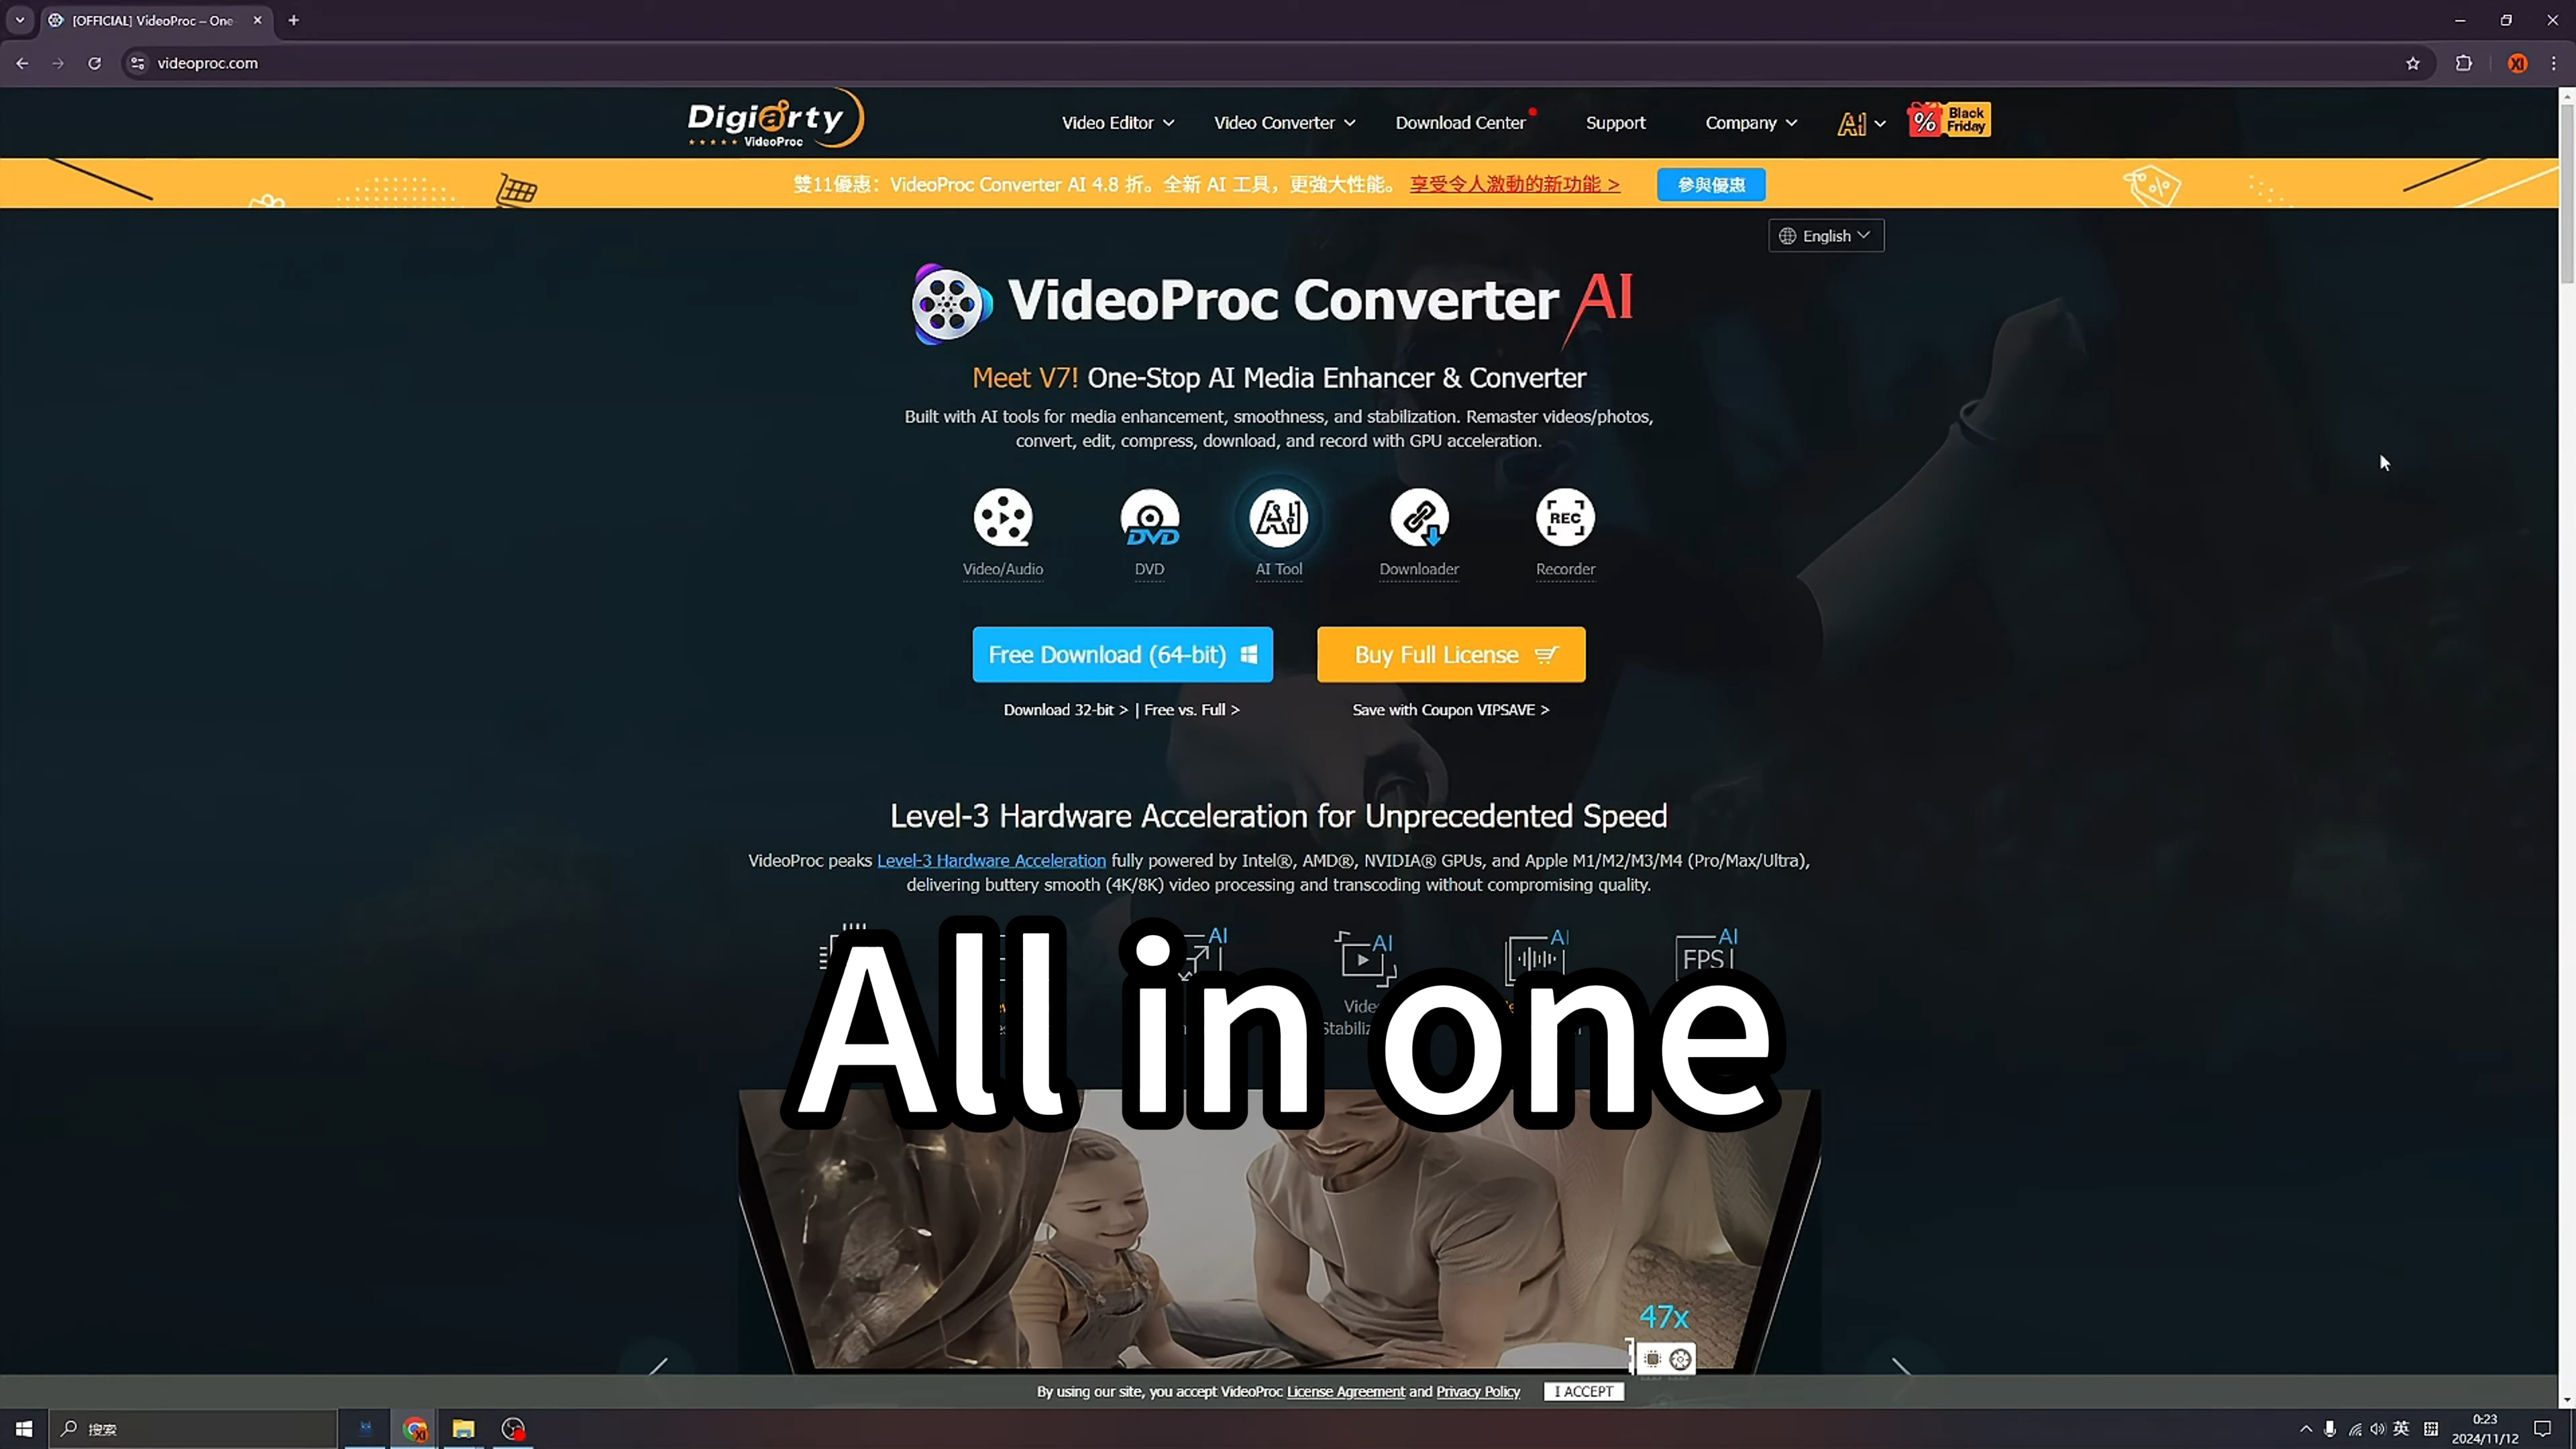 [OFFICIAL] VideoProc – One-
videoproc.com
Digiarty
VideoProc
Video Editor
Video Converter
Download Center
Support
Company
AI
%
Black
Friday
雙11優惠：VideoProc Converter AI 4.8 折。全新 AI 工具，更強大性能。 享受令人激動的新功能 >
參與優惠
English
VideoProc Converter AI
Meet V7! One-Stop AI Media Enhancer & Converter
Built with AI tools for media enhancement, smoothness, and stabilization. Remaster videos/photos,
convert, edit, compress, download, and record with GPU acceleration.
DVD
AI
REC
Video/Audio
DVD
AI Tool
Downloader
Recorder
Free Download (64-bit)
Buy Full License
Download 32-bit > | Free vs. Full >
Save with Coupon VIPSAVE >
Level-3 Hardware Acceleration for Unprecedented Speed
VideoProc peaks Level-3 Hardware Acceleration fully powered by Intel®, AMD®, NVIDIA® GPUs, and Apple M1/M2/M3/M4 (Pro/Max/Ultra),
delivering buttery smooth (4K/8K) video processing and transcoding without compromising quality.
AI
AI
AI
AI
FPS
All in one
47x
By using our site, you accept VideoProc License Agreement and Privacy Policy
I ACCEPT
搜索
英
0:23
2024/11/12